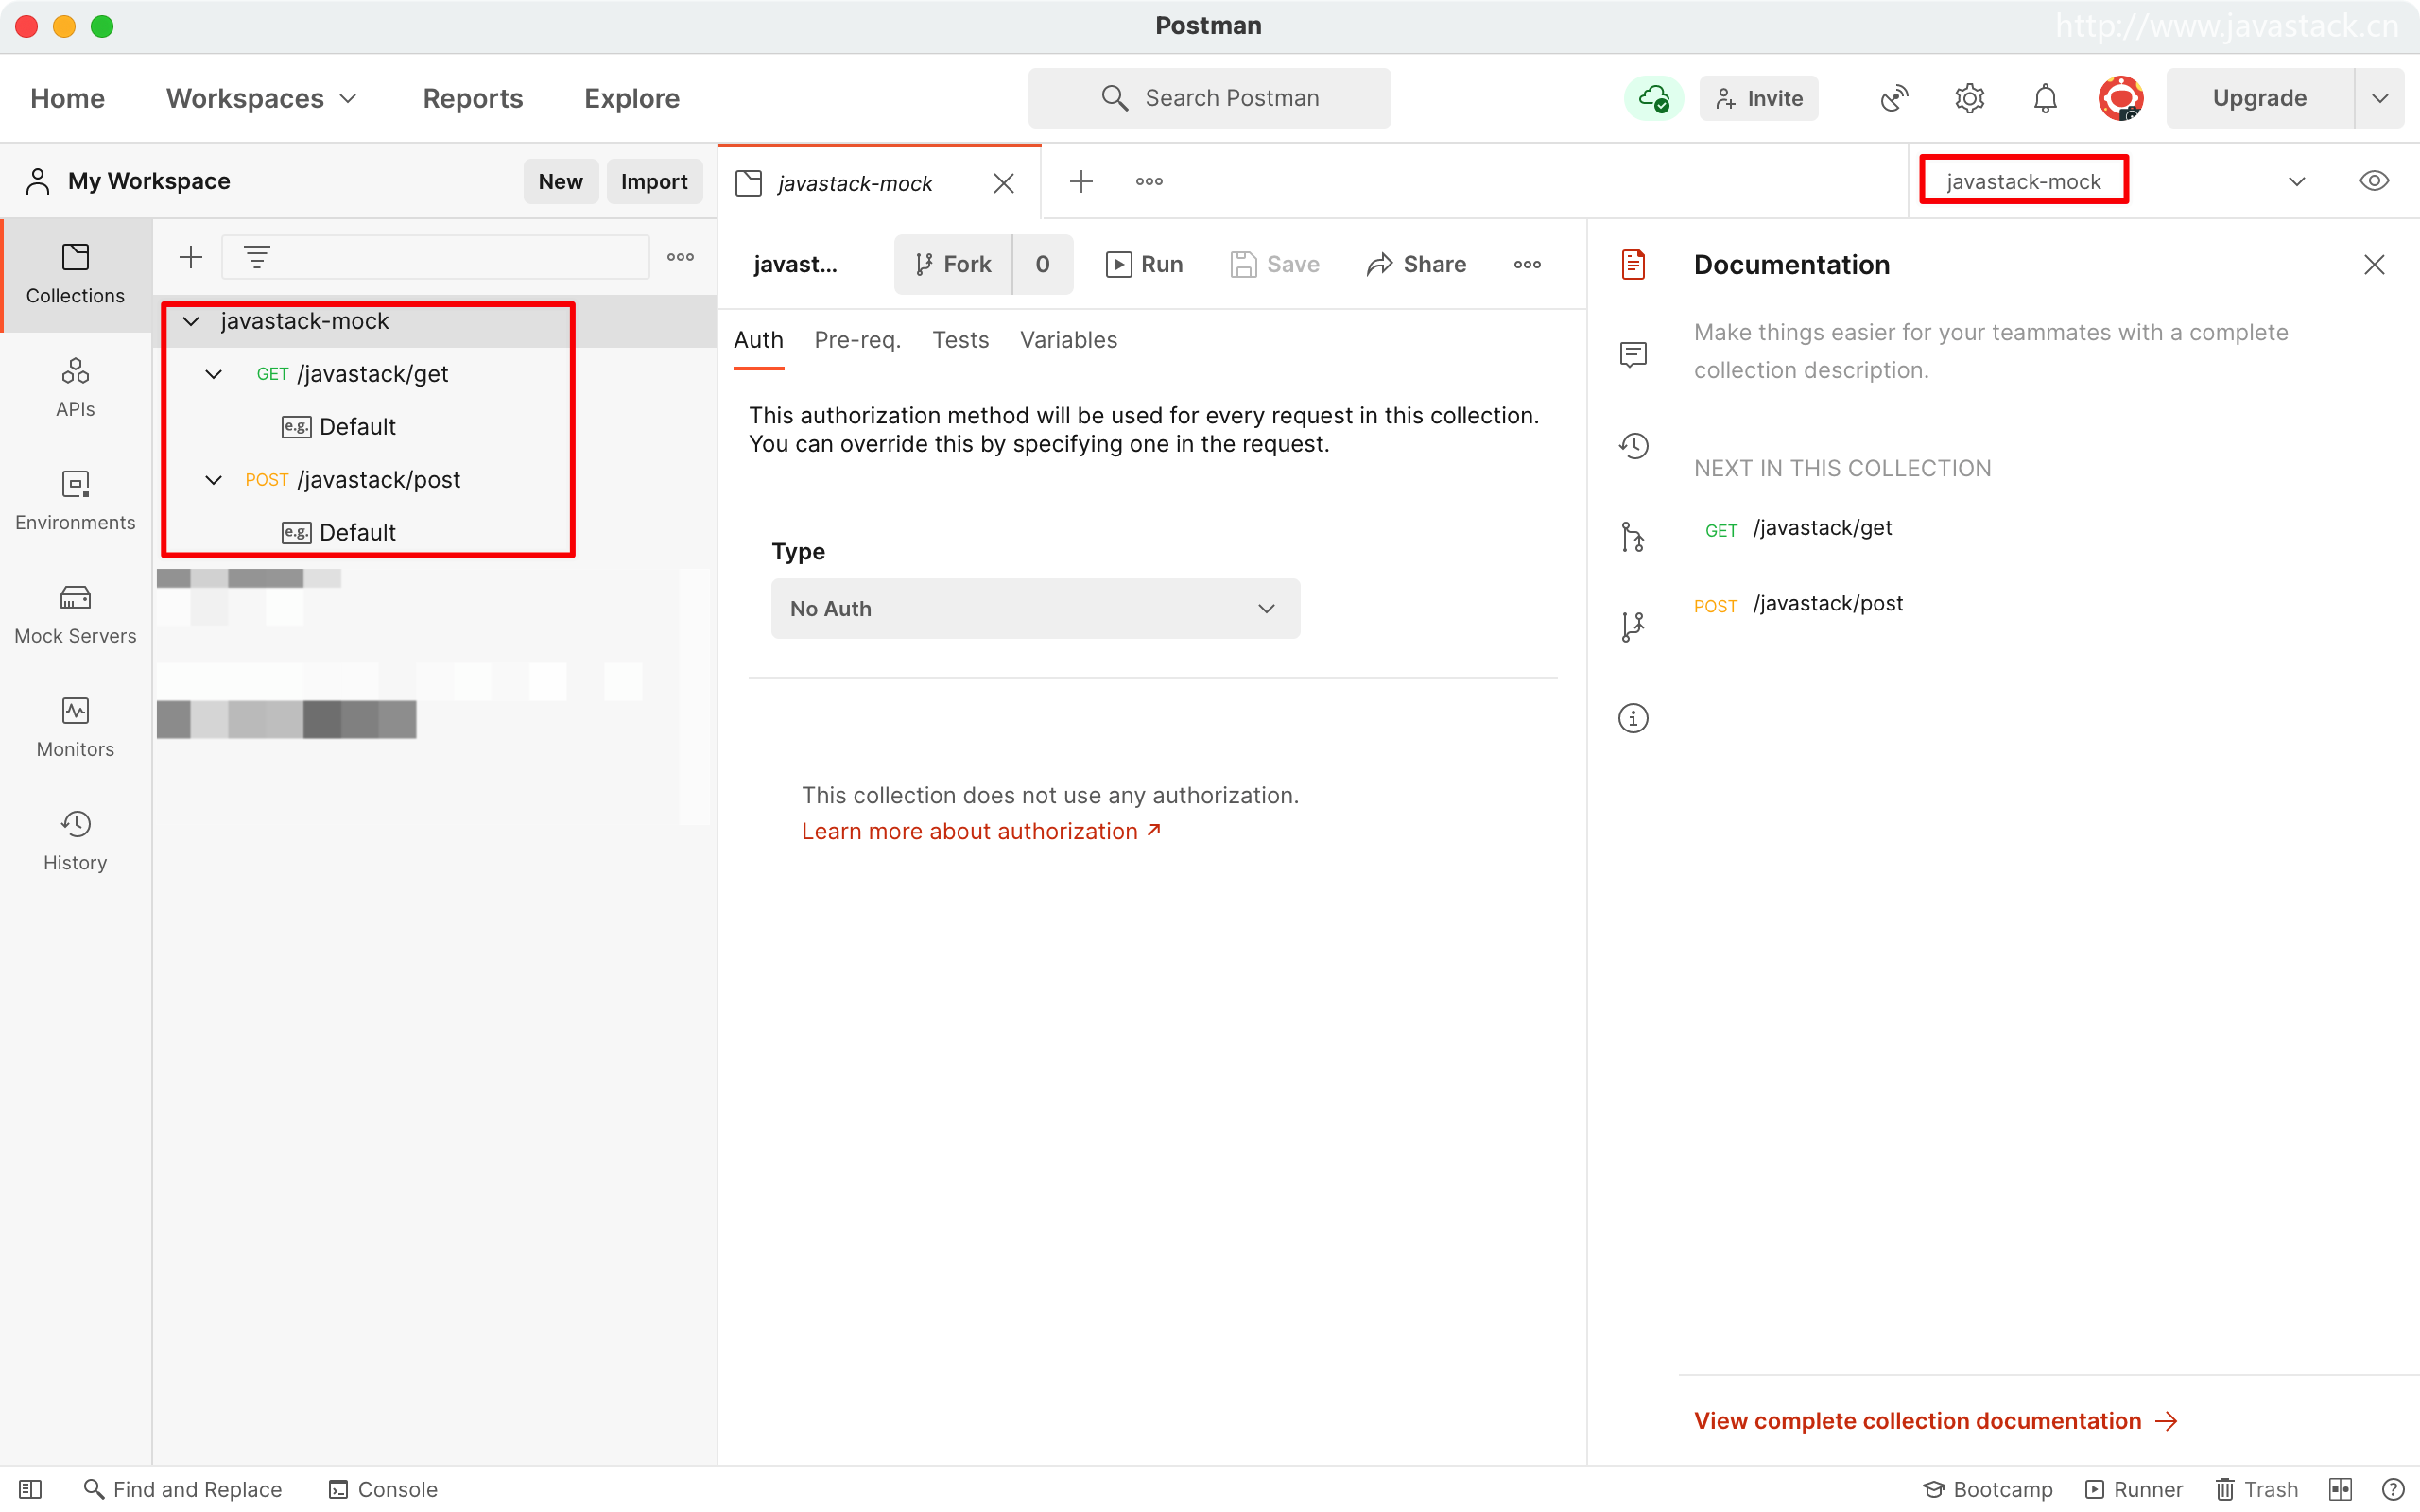 Postman
http://www.javastack.cn
Home
Workspaces
Reports
Explore
Search Postman
Invite
Upgrade
My Workspace
New
Import
javastack-mock
javastack-mock
Collections
APIs
Environments
Mock Servers
Monitors
History
javastack-mock
GET /javastack/get
e.g. Default
POST /javastack/post
e.g. Default
javast...
Fork
0
Run
Save
Share
Auth
Pre-req.
Tests
Variables
This authorization method will be used for every request in this collection.
You can override this by specifying one in the request.
Type
No Auth
This collection does not use any authorization.
Learn more about authorization ↗
Documentation
Make things easier for your teammates with a complete
collection description.
NEXT IN THIS COLLECTION
GET /javastack/get
POST /javastack/post
View complete collection documentation →
Find and Replace
Console
Bootcamp
Runner
Trash